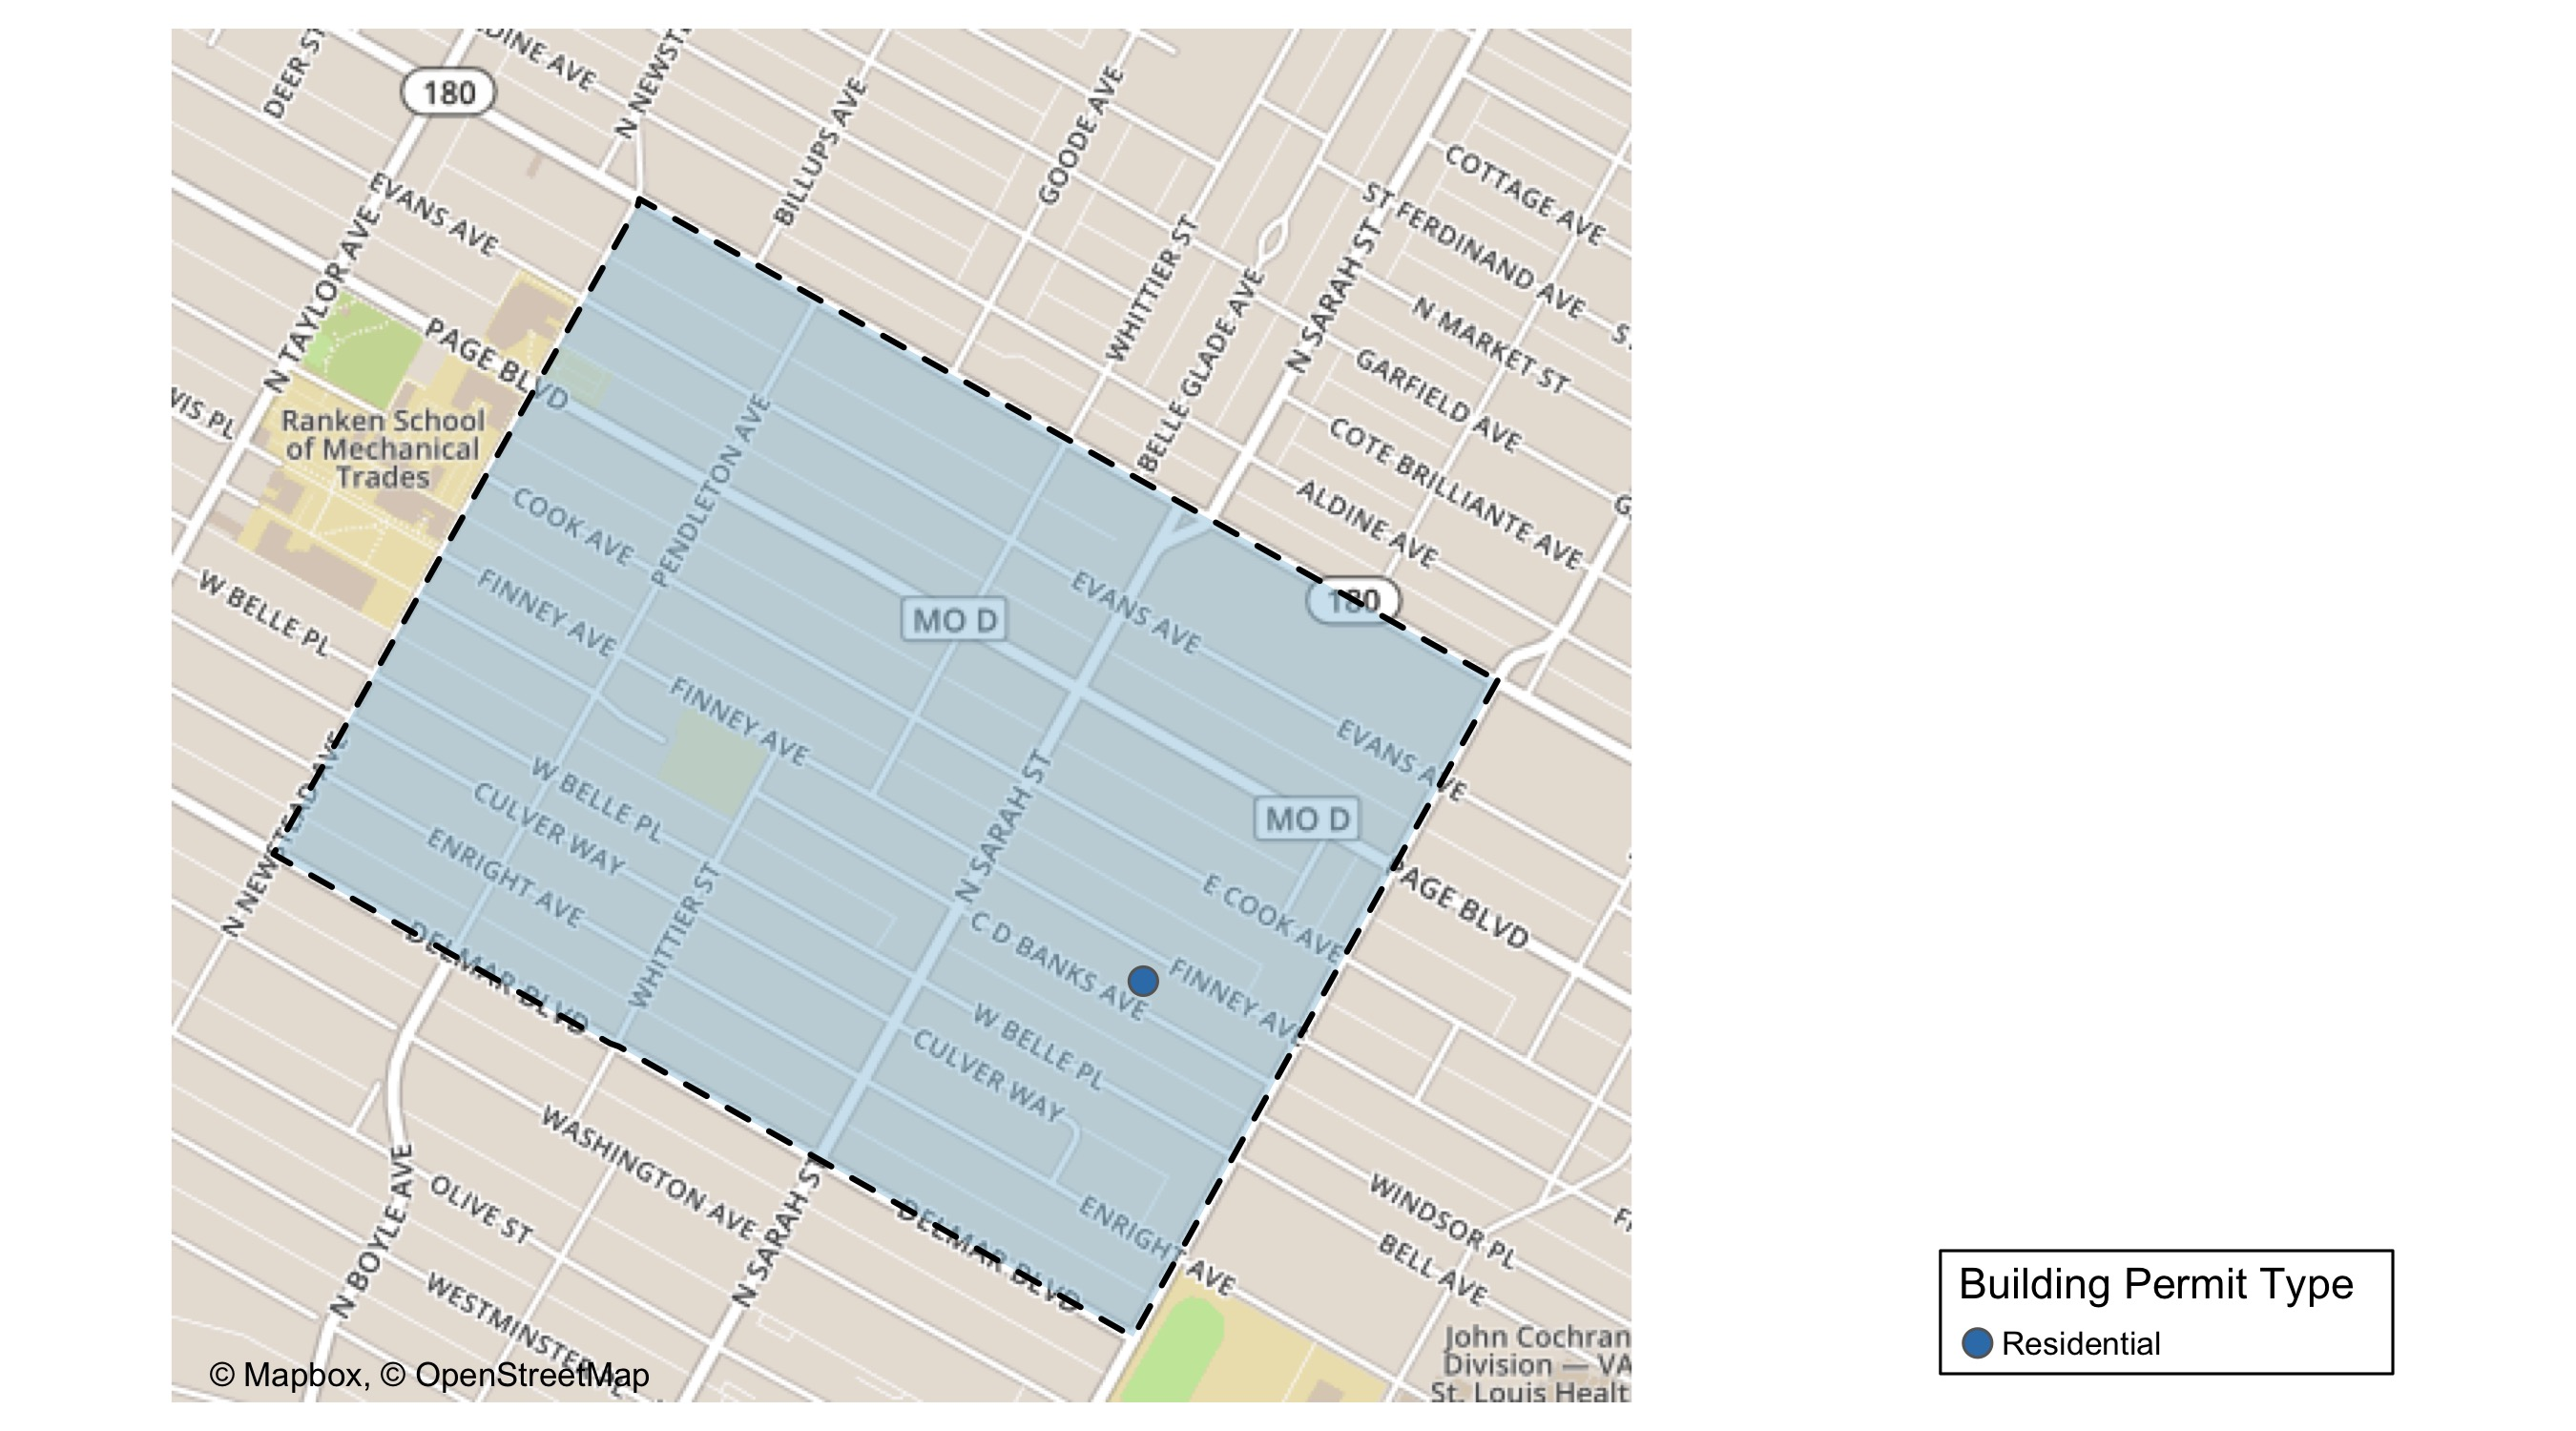 DEER ST
180
DINE AVE
N NEWST
BILLUPS AVE
GOODE AVE
COTTAGE AVE
ST FERDINAND AVE
EVANS AVE
N TAYLOR AVE
WHITTIER ST
BELLE GLADE AVE
N SARAH ST
N MARKET ST
GARFIELD AVE
COTE BRILLIANTE AVE
ALDINE AVE
PAGE BLVD
VIS PL
Ranken School
of Mechanical
Trades
PENDLETON AVE
COOK AVE
FINNEY AVE
W BELLE PL
MO D
EVANS AVE
180
FINNEY AVE
EVANS AVE
W BELLE PL
CULVER WAY
ENRIGHT AVE
N SARAH ST
MO D
N NEWSTEAD AVE
WHITTIER ST
DELMAR BLVD
E COOK AVE
PAGE BLVD
C D BANKS AVE
FINNEY AVE
W BELLE PL
CULVER WAY
WASHINGTON AVE
OLIVE ST
N BOYLE AVE
WESTMINSTER PL
N SARAH ST
DELMAR BLVD
ENRIGHT AVE
WINDSOR PL
BELL AVE
John Cochran
Division — VA
St. Louis Healt
© Mapbox, © OpenStreetMap
Building Permit Type
Residential